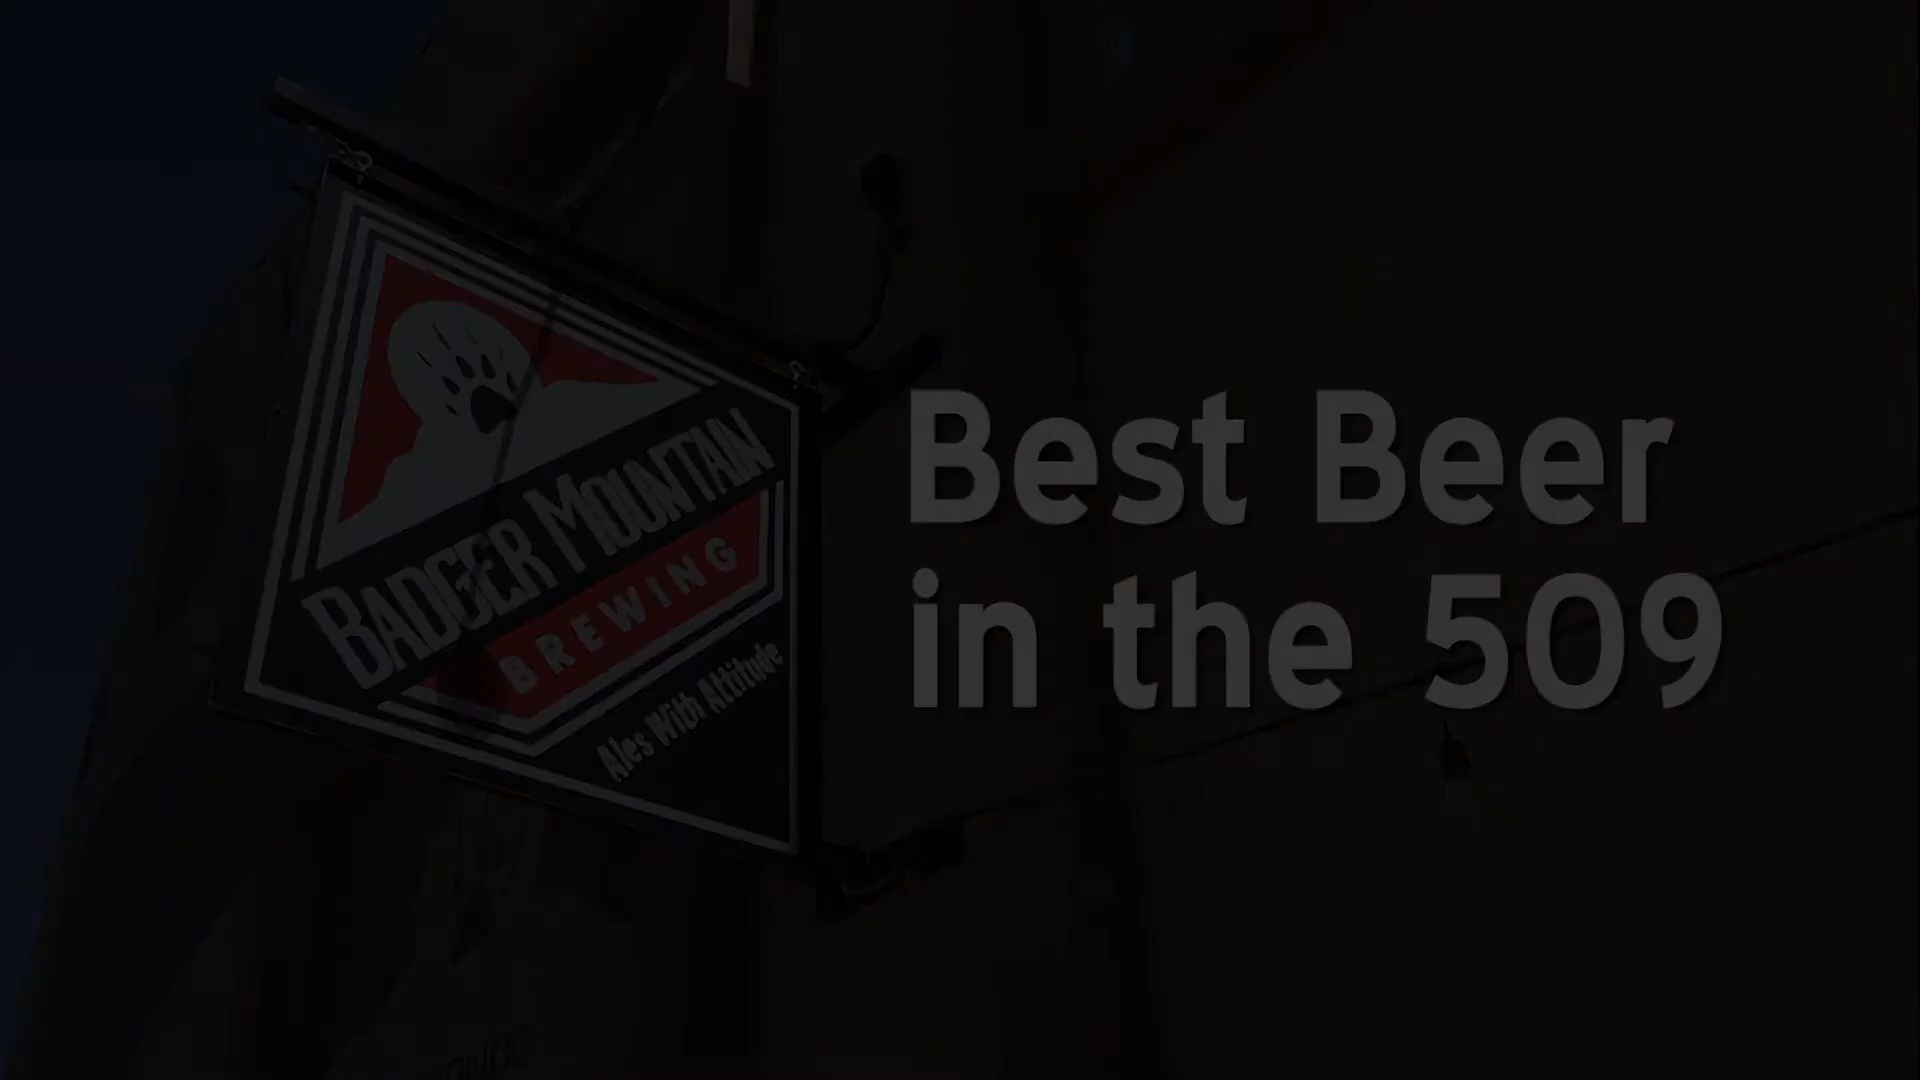 BADGER MOUNTAIN
BREWING
Ales With Attitude
Best Beer
in the 509